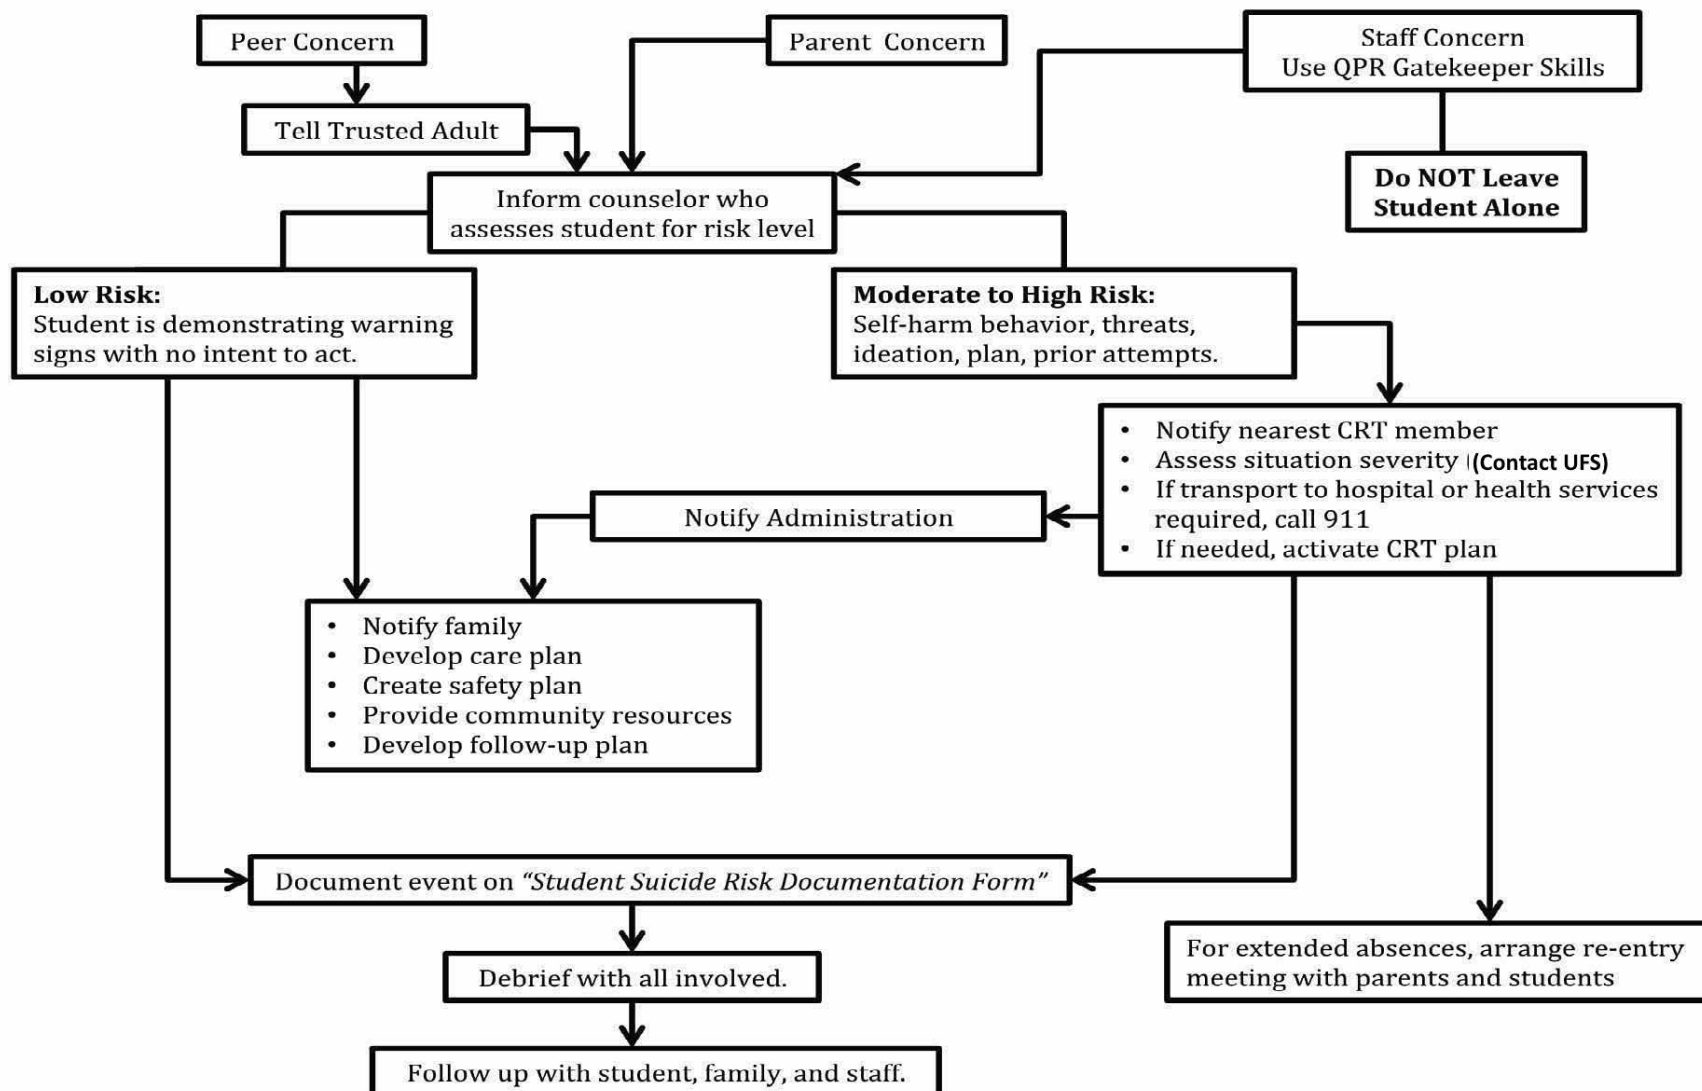 Peer Concern
Parent Concern
Staff Concern
Use QPR Gatekeeper Skills
Tell Trusted Adult
Do NOT Leave
Student Alone
Inform counselor who
assesses student for risk level
Low Risk:
Student is demonstrating warning
signs with no intent to act.
Moderate to High Risk:
Self-harm behavior, threats,
ideation, plan, prior attempts.
• Notify nearest CRT member
• Assess situation severity (Contact UFS)
• If transport to hospital or health services
required, call 911
• If needed, activate CRT plan
Notify Administration
• Notify family
• Develop care plan
• Create safety plan
• Provide community resources
• Develop follow-up plan
Document event on “Student Suicide Risk Documentation Form”
For extended absences, arrange re-entry
meeting with parents and students
Debrief with all involved.
Follow up with student, family, and staff.